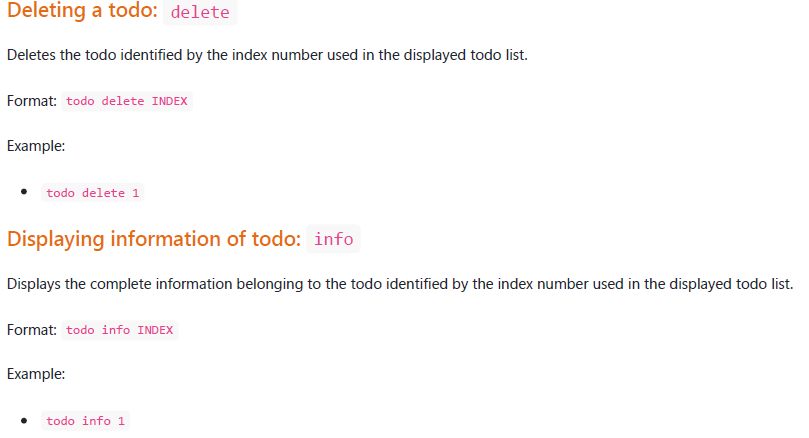 Deleting a todo: delete
Deletes the todo identified by the index number used in the displayed todo list.
Format: todo delete INDEX
Example:
• todo delete 1
Displaying information of todo: info
Displays the complete information belonging to the todo identified by the index number used in the displayed todo list.
Format: todo info INDEX
Example:
• todo info 1